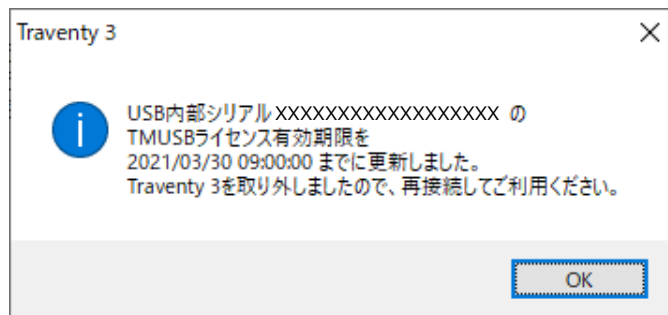 Traventy 3
USB内部シリアル XXXXXXXXXXXXXXXXXX の
TMUSBライセンス有効期限を
2021/03/30 09:00:00 までに更新しました。
Traventy 3を取り外しましたので、再接続してご利用ください。
OK